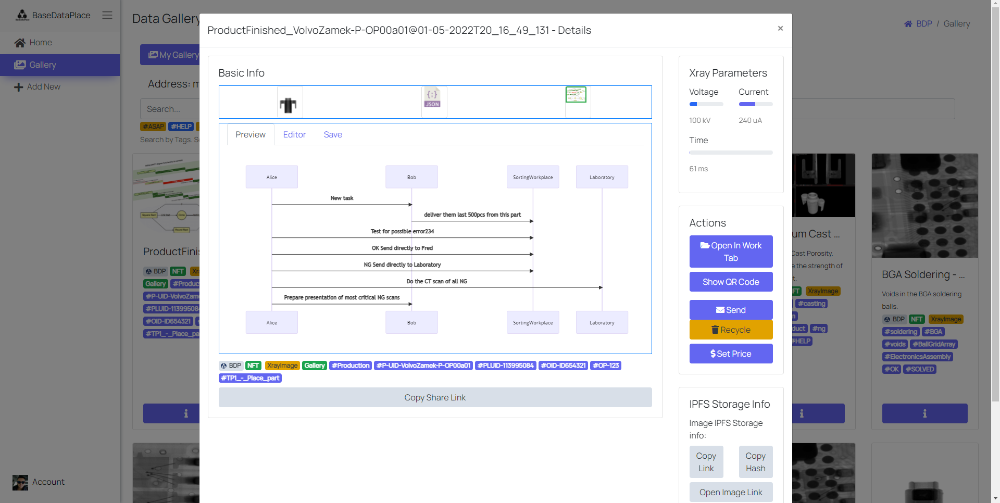 BaseDataPlace
Home
Gallery
Add New
Account
Data Gallery
BDP / Gallery
My Gallery
Address: m
Search...
#ASAP #HELP
Search by Tags. S
ProductFinis
BDP NFT Xr
Gallery #Produc
#P-UID-VolvoZame
#PLUID-11399508
#OID-ID654321
#TP1_-_Place_pa
ProductFinished_VolvoZamek-P-OP00a01@01-05-2022T20_16_49_131 - Details
×
Basic Info
{;}
JSON
Preview Editor Save
Alice Bob SortingWorkplace Laboratory
New task
deliver them last 500pcs from this part
Test for possible error234
OK Send directly to Fred
NG Send directly to Laboratory
Do the CT scan of all NG
Prepare presentation of most critical NG scans
Alice Bob SortingWorkplace Laboratory
BDP NFT XrayImage Gallery #Production #P-UID-VolvoZamek-P-OP00a01 #PLUID-113995084 #OID-ID654321 #OP-123
#TP1_-_Place_part
Copy Share Link
Xray Parameters
Voltage Current
100 kV 240 uA
Time
61 ms
Actions
Open In Work
Tab
Show QR Code
Send
Recycle
$ Set Price
IPFS Storage Info
Image IPFS Storage
info:
Copy
Link
Copy
Hash
Open Image Link
um Cast ...
Cast Porosity.
e the strength of
t.
FT XrayImage
#casting
duct #ng
#HELP
BGA Soldering - ...
Voids in the BGA soldering
balls.
BDP NFT XrayImage
#soldering #BGA
#voids #BallGridArray
#ElectronicsAssembly
#OK #SOLVED